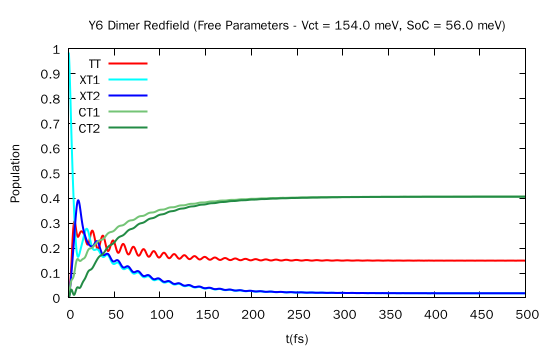 Y6 Dimer Redfield (Free Parameters - Vct = 154.0 meV, SoC = 56.0 meV)
1
0.9
0.8
0.7
0.6
0.5
0.4
0.3
0.2
0.1
0
TT
XT1
XT2
CT1
CT2
Population
0 50 100 150 200 250 300 350 400 450 500
t(fs)